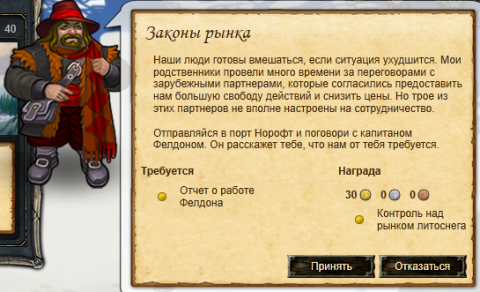 40
Законы рынка
Наши люди готовы вмешаться, если ситуация ухудшится. Мои
родственники провели много времени за переговорами с
зарубежными партнерами, которые согласились предоставить
нам большую свободу действий и снизить цены. Но трое из
этих партнеров не вполне настроены на сотрудничество.
Отправляйся в порт Норофт и поговори с капитаном
Фелдоном. Он расскажет тебе, что нам от тебя требуется.
Требуется
Отчет о работе
Фелдона
Награда
30 0 0
Контроль над
рынком литоснега
Принять
Отказаться